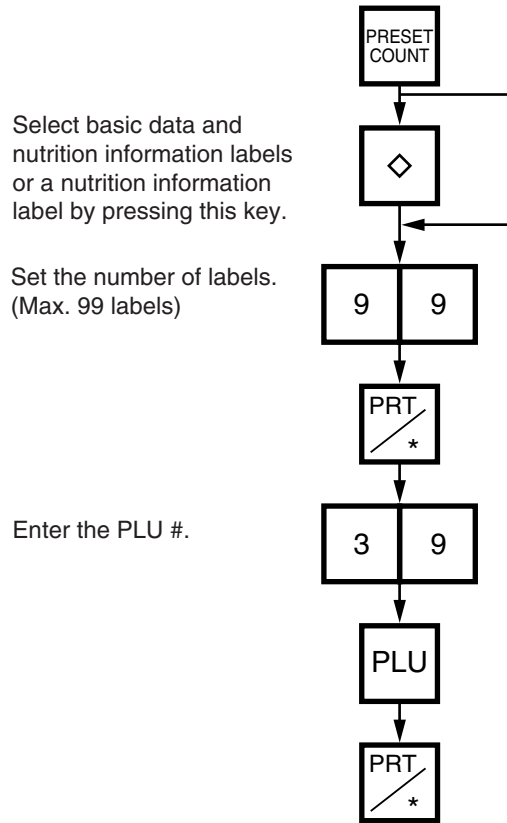 PRESET
COUNT
Select basic data and
nutrition information labels
or a nutrition information
label by pressing this key.
◇
Set the number of labels.
(Max. 99 labels)
9 9
PRT
*
Enter the PLU #.
3 9
PLU
PRT
*